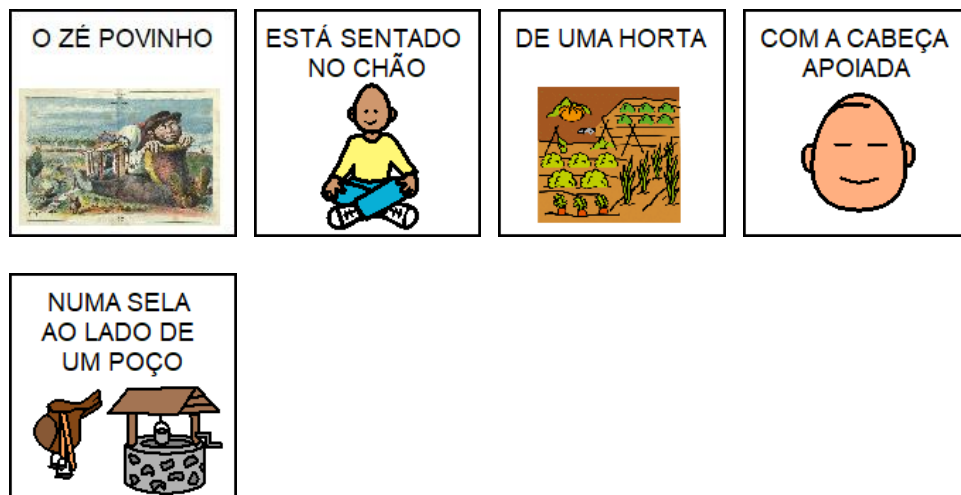 O ZÉ POVINHO
ESTÁ SENTADO
NO CHÃO
DE UMA HORTA
COM A CABEÇA
APOIADA
NUMA SELA
AO LADO DE
UM POÇO